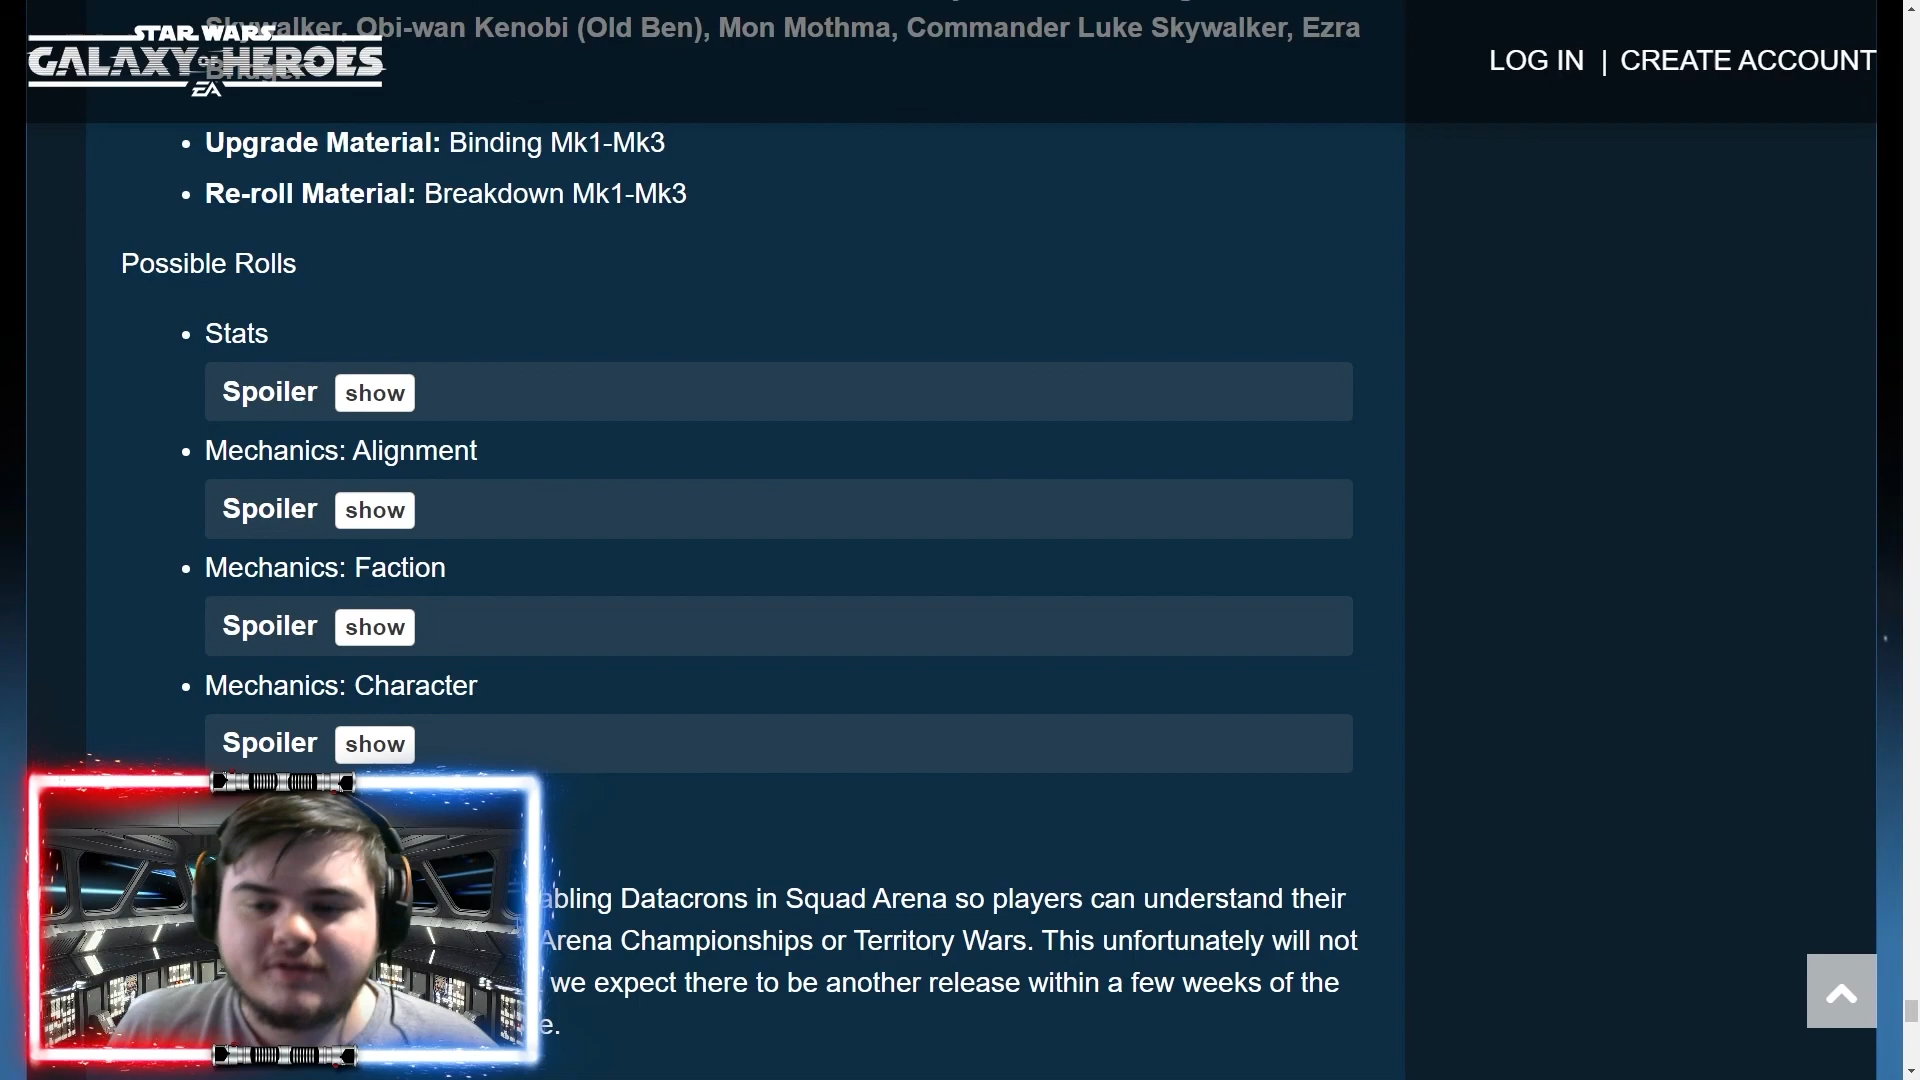 Skywalker, Obi-wan Kenobi (Old Ben), Mon Mothma, Commander Luke Skywalker, Ezra
STAR WARS
GALAXY OF HEROES
EA
LOG IN | CREATE ACCOUNT
• Upgrade Material: Binding Mk1-Mk3
• Re-roll Material: Breakdown Mk1-Mk3
Possible Rolls
• Stats
Spoiler show
• Mechanics: Alignment
Spoiler show
• Mechanics: Faction
Spoiler show
• Mechanics: Character
Spoiler show
Datacrons in Squad Arena so players can understand their
Arena Championships or Territory Wars. This unfortunately will not
we expect there to be another release within a few weeks of the